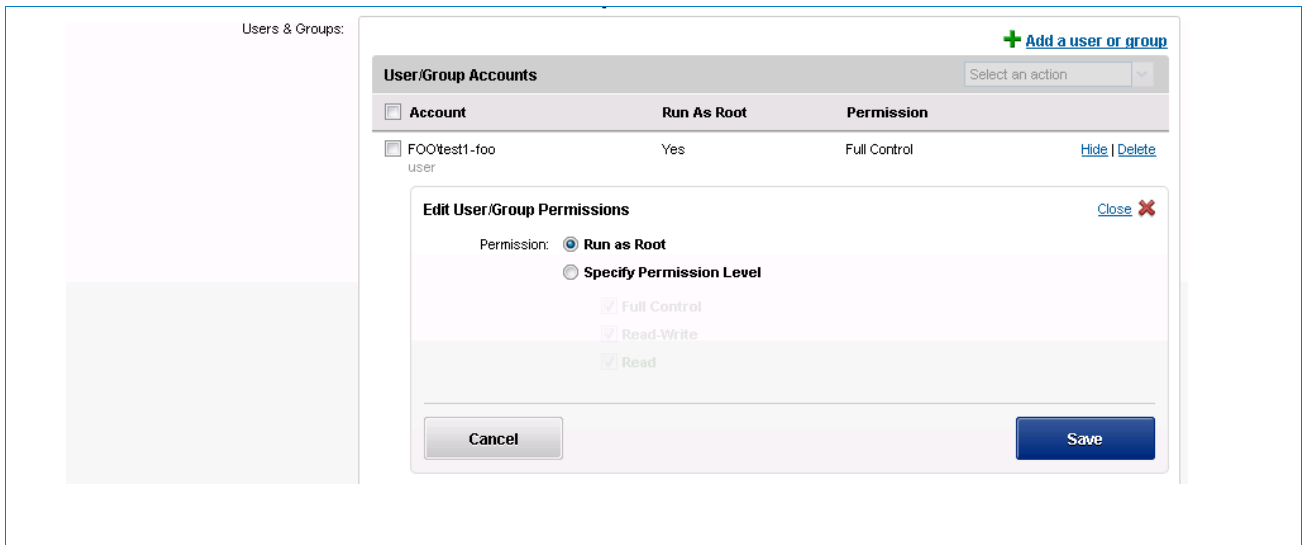 Users & Groups:
Add a user or group
User/Group Accounts Select an action
Account Run As Root Permission
FOO\test1-foo Yes Full Control Hide | Delete
user
Edit User/Group Permissions Close
Permission: Run as Root
Specify Permission Level
Full Control
Read-Write
Read
Cancel Save